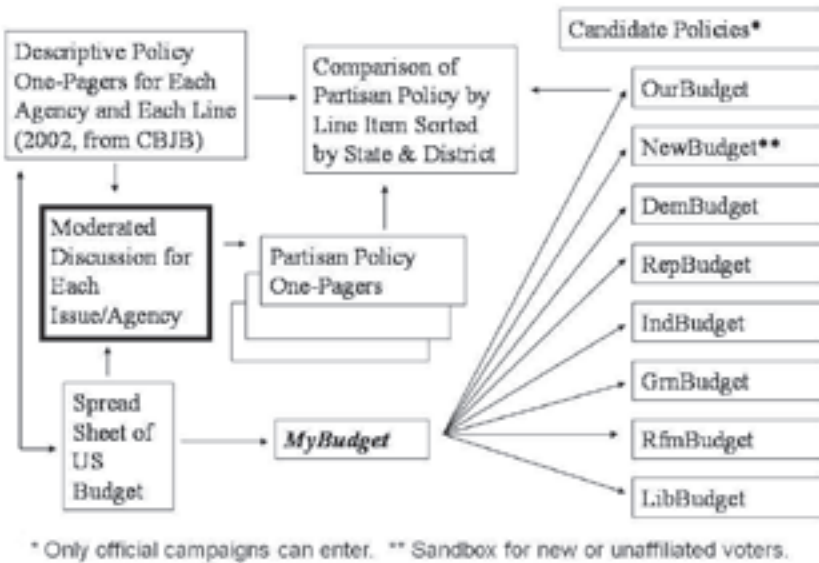 Candidate Policies*
Descriptive Policy
One-Pagers for Each
Agency and Each Line
(2002, from CBJB)
Comparison of
Partisan Policy by
Line Item Sorted
by State & District
OurBudget
NewBudget**
DemBudget
RepBudget
IndBudget
GrnBudget
RfmBudget
LibBudget
Moderated
Discussion for
Each
Issue/Agency
Partisan Policy
One-Pagers
Spread
Sheet of
US
Budget
MyBudget
* Only official campaigns can enter. ** Sandbox for new or unaffiliated voters.